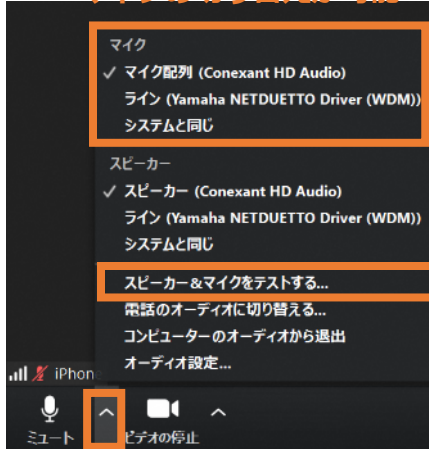 マイク
✓ マイク配列 (Conexant HD Audio)
ライン (Yamaha NETDUETTO Driver (WDM))
システムと同じ
スピーカー
✓ スピーカー (Conexant HD Audio)
ライン (Yamaha NETDUETTO Driver (WDM))
システムと同じ
スピーカー&マイクをテストする...
電話のオーディオに切り替える...
コンピューターのオーディオから退出
オーディオ設定...
iPhon
ミュート
ビデオの停止